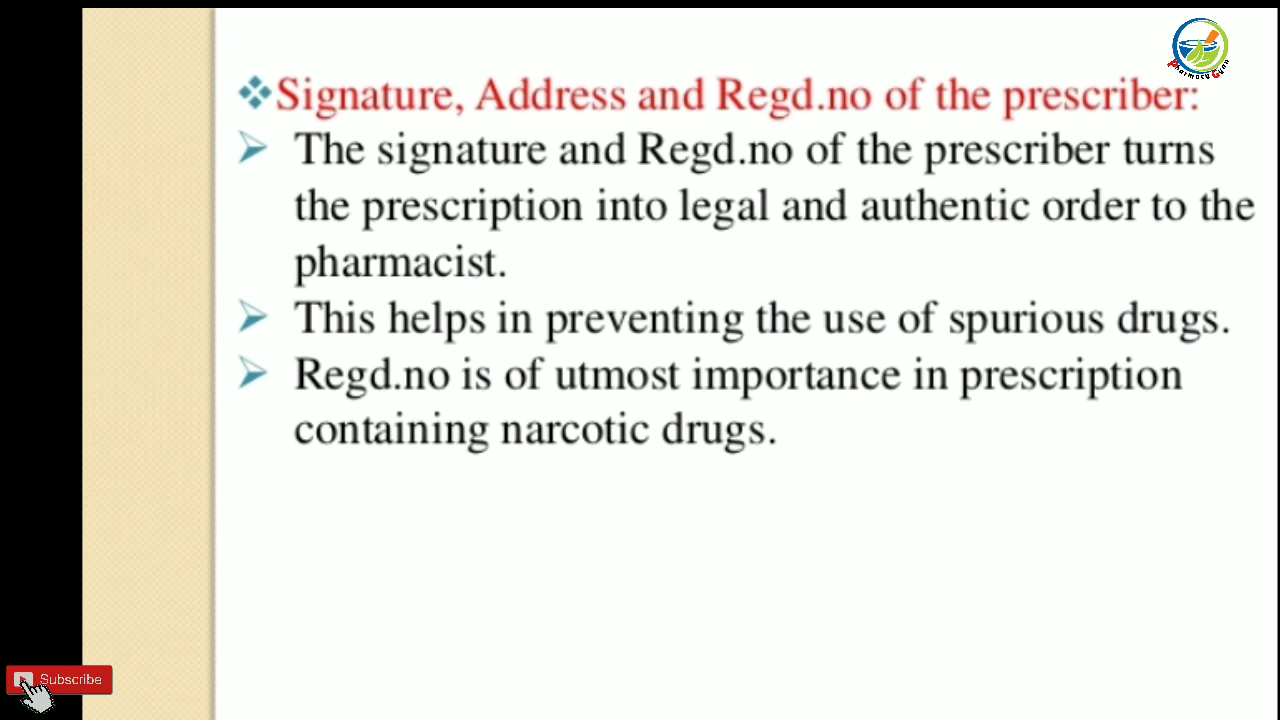 Pharmacy Gyan
❖Signature, Address and Regd.no of the prescriber:
➢ The signature and Regd.no of the prescriber turns
the prescription into legal and authentic order to the
pharmacist.
➢ This helps in preventing the use of spurious drugs.
➢ Regd.no is of utmost importance in prescription
containing narcotic drugs.
Subscribe